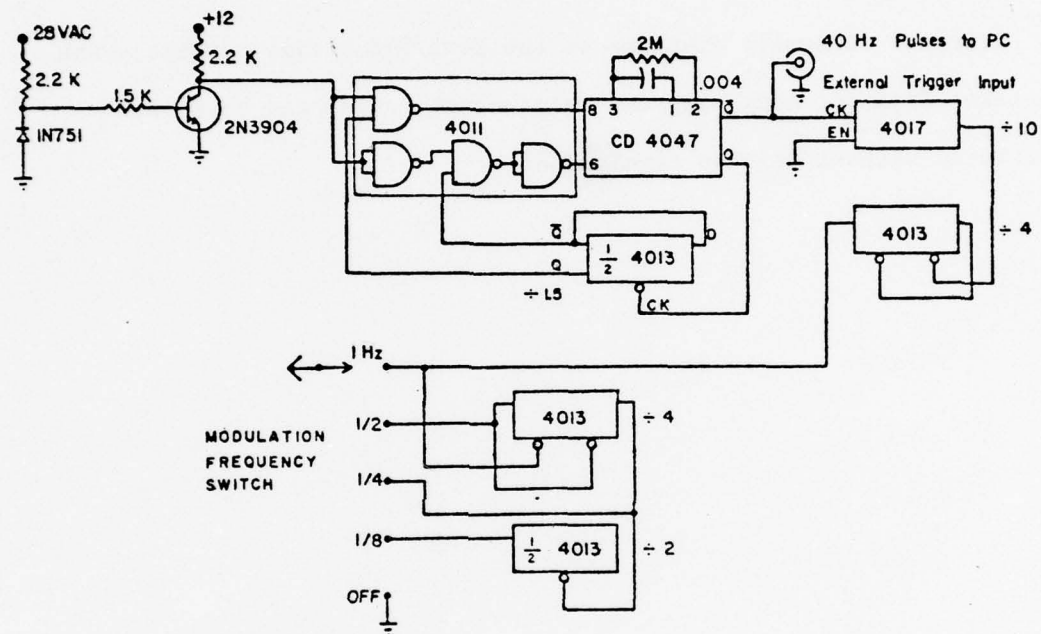 28VAC
+12
2.2 K
2.2 K
1.5 K
2N3904
1N751
4011
8
6
2M
.004
3 1 2
CD 4047
Q̅
Q
40 Hz Pulses to PC
External Trigger Input
CK
EN
4017
÷ 10
4013
÷ 4
Q̅
Q
D
1/2 4013
CK
÷ 1.5
1 Hz
1/2
1/4
1/8
OFF
MODULATION
FREQUENCY
SWITCH
4013
÷ 4
1/2 4013
÷ 2